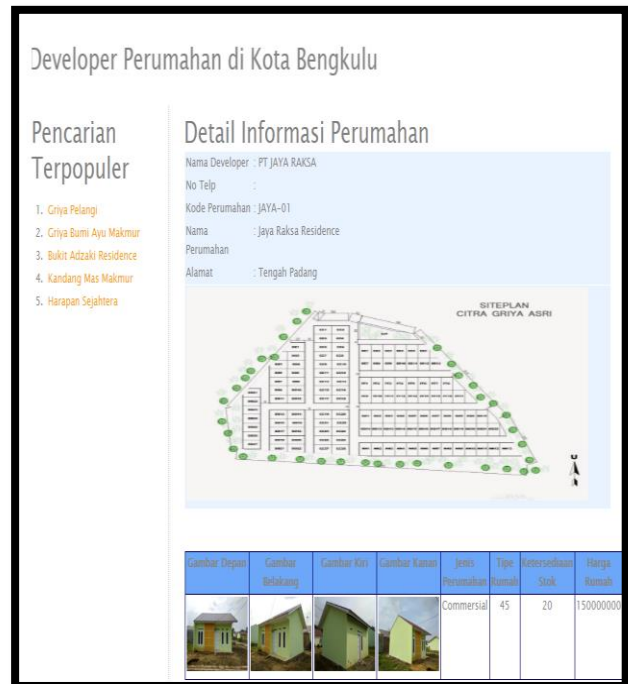 Developer Perumahan di Kota Bengkulu
Pencarian
Terpopuler
1. Griya Pelangi
2. Griya Bumi Ayu Makmur
3. Bukit Adzaki Residence
4. Kandang Mas Makmur
5. Harapan Sejahtera
Detail Informasi Perumahan
Nama Developer : PT JAYA RAKSA
No Telp :
Kode Perumahan : JAYA-01
Nama Perumahan : Jaya Raksa Residence
Alamat : Tengah Padang
SITEPLAN
CITRA GRIYA ASRI
U
Gambar Depan Gambar Belakang Gambar Kiri Gambar Kanan Jenis Perumahan Tipe Rumah Ketersediaan Stok Harga Rumah
Commersial 45 20 150000000